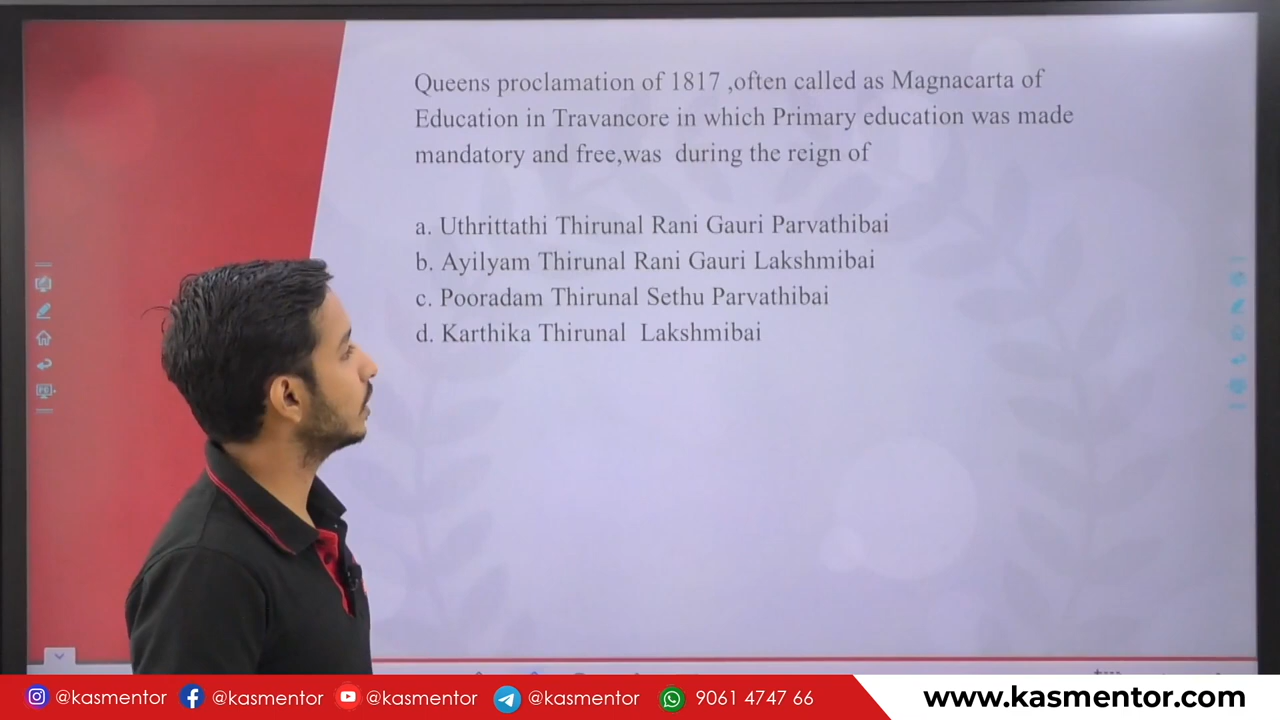 Queens proclamation of 1817 ,often called as Magnacarta of
Education in Travancore in which Primary education was made
mandatory and free,was during the reign of
a. Uthrittathi Thirunal Rani Gauri Parvathibai
b. Ayilyam Thirunal Rani Gauri Lakshmibai
c. Pooradam Thirunal Sethu Parvathibai
d. Karthika Thirunal Lakshmibai
@kasmentor @kasmentor @kasmentor @kasmentor 9061 4747 66 www.kasmentor.com